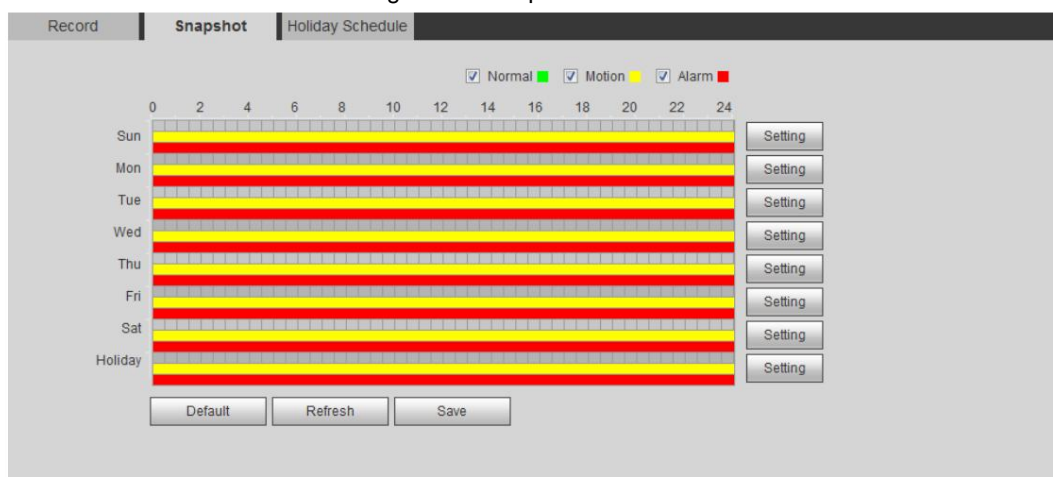 Record Snapshot Holiday Schedule
Normal Motion Alarm
0 2 4 6 8 10 12 14 16 18 20 22 24
Sun Setting
Mon Setting
Tue Setting
Wed Setting
Thu Setting
Fri Setting
Sat Setting
Holiday Setting
Default Refresh Save